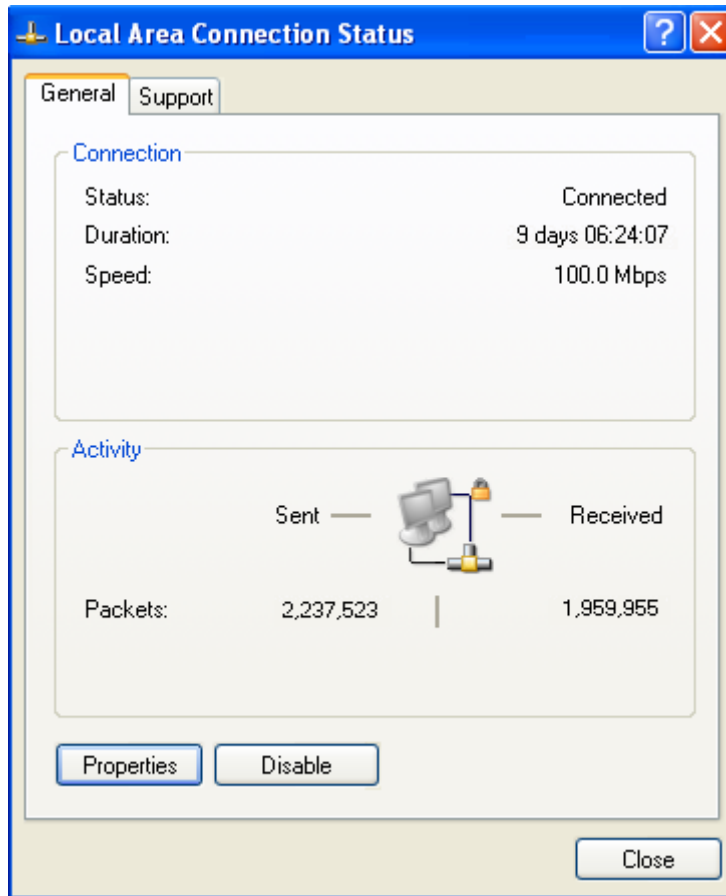 Local Area Connection Status
General Support
Connection
Status: Connected
Duration: 9 days 06:24:07
Speed: 100.0 Mbps
Activity
Sent Received
Packets: 2,237,523 1,959,955
Properties Disable
Close